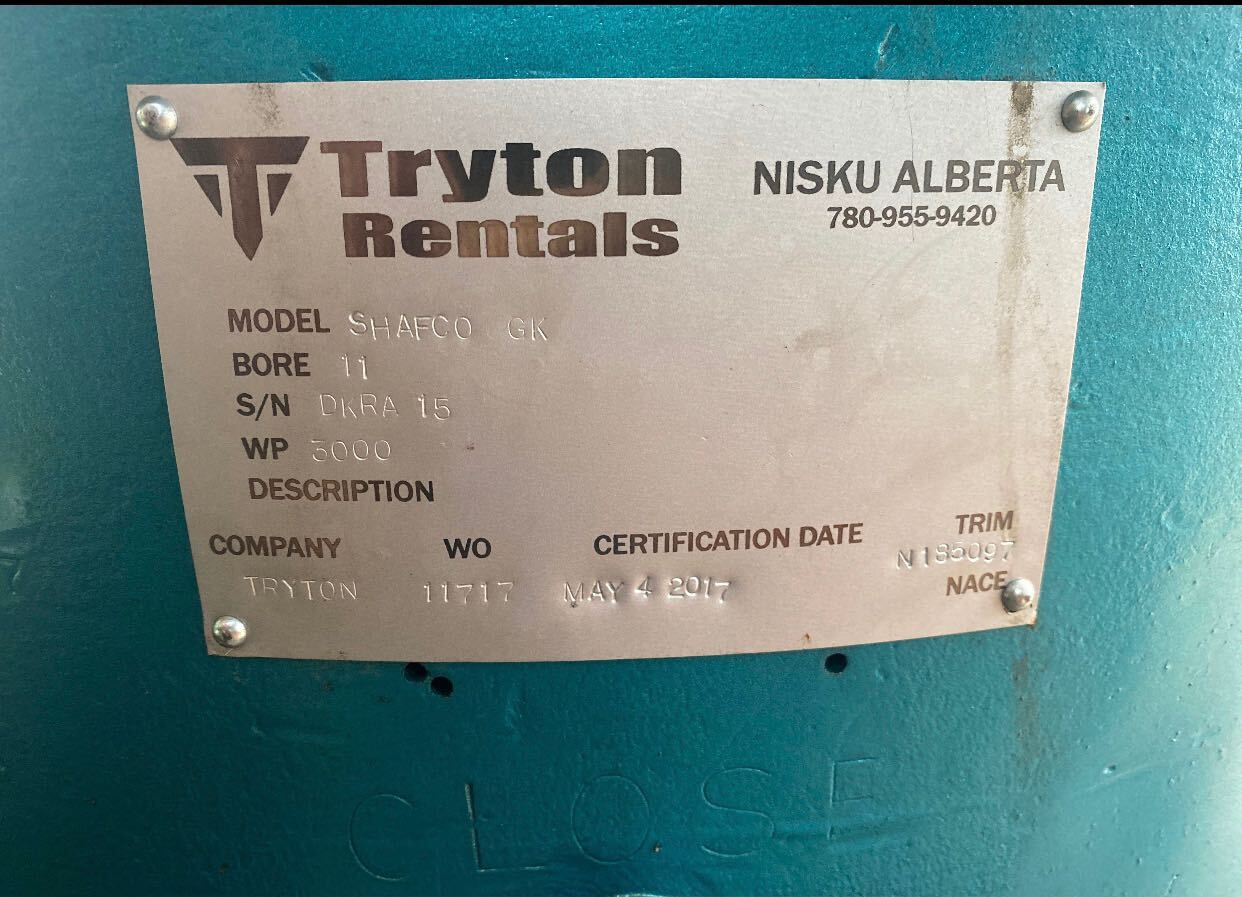 Tryton
Rentals
NISKU ALBERTA
780-955-9420
MODEL SHAFCO GK
BORE 11
S/N DKRA 15
WP 3000
DESCRIPTION
COMPANY WO CERTIFICATION DATE TRIM
TRYTON 11717 MAY 4 2017 N185097
NACE
CLOSE